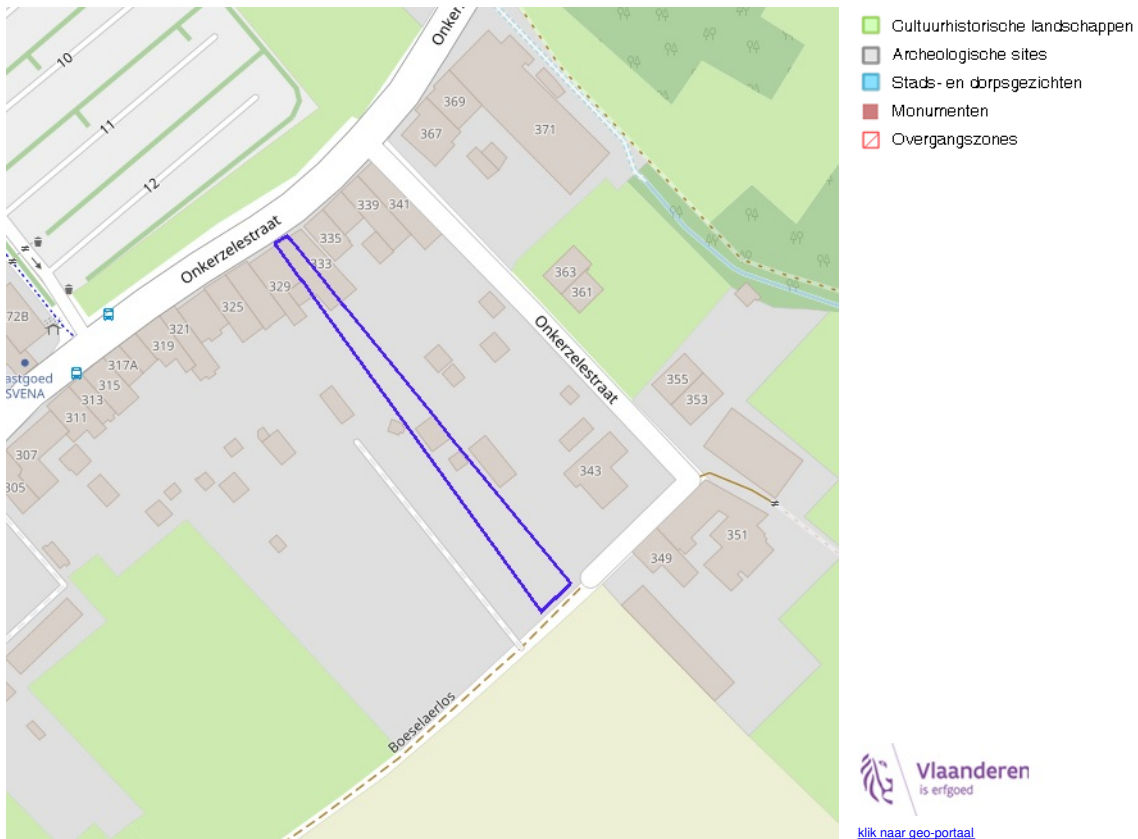 10
11
12
Onkerzelestraat
369
367
371
339
341
335
333
329
325
321
319
317A
315
313
311
307
305
72B
astgoed
SVENA
363
361
Onkerzelestraat
355
353
343
351
349
Boeselaerlos
Onker
Cultuurhistorische landschappen
Archeologische sites
Stads- en dorpsgezichten
Monumenten
Overgangszones
Vlaanderen
is erfgoed
klik naar geo-portaal